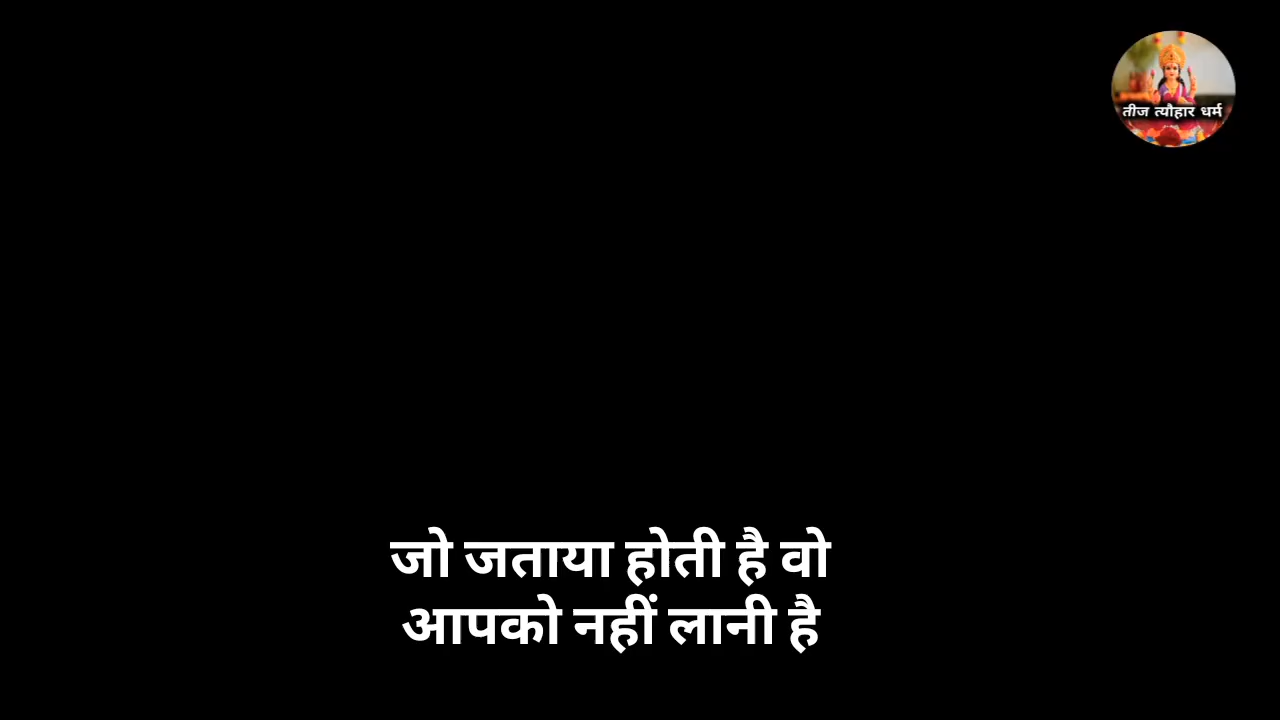 तीज त्यौहार धर्म
जो जताया होती है वो
आपको नहीं लानी है